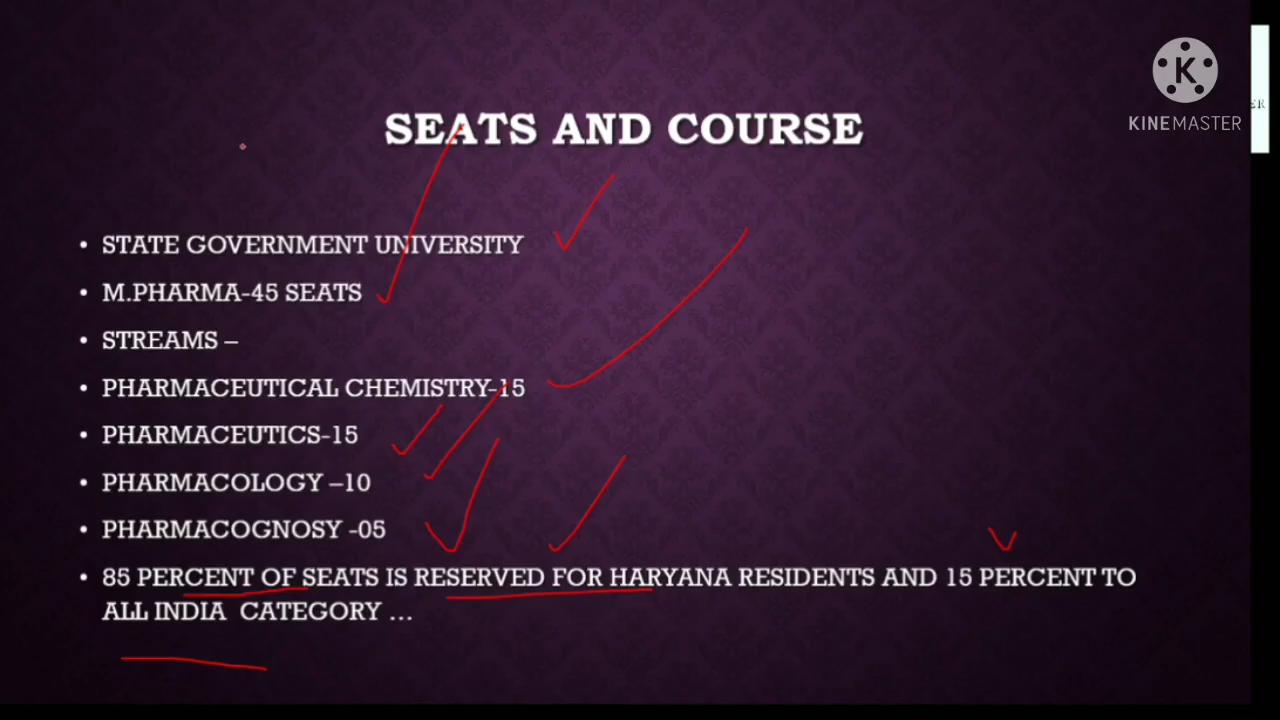 KINEMASTER
ER
SEATS AND COURSE
• STATE GOVERNMENT UNIVERSITY
• M.PHARMA-45 SEATS
• STREAMS –
• PHARMACEUTICAL CHEMISTRY-15
• PHARMACEUTICS-15
• PHARMACOLOGY –10
• PHARMACOGNOSY -05
• 85 PERCENT OF SEATS IS RESERVED FOR HARYANA RESIDENTS AND 15 PERCENT TO
ALL INDIA CATEGORY ...